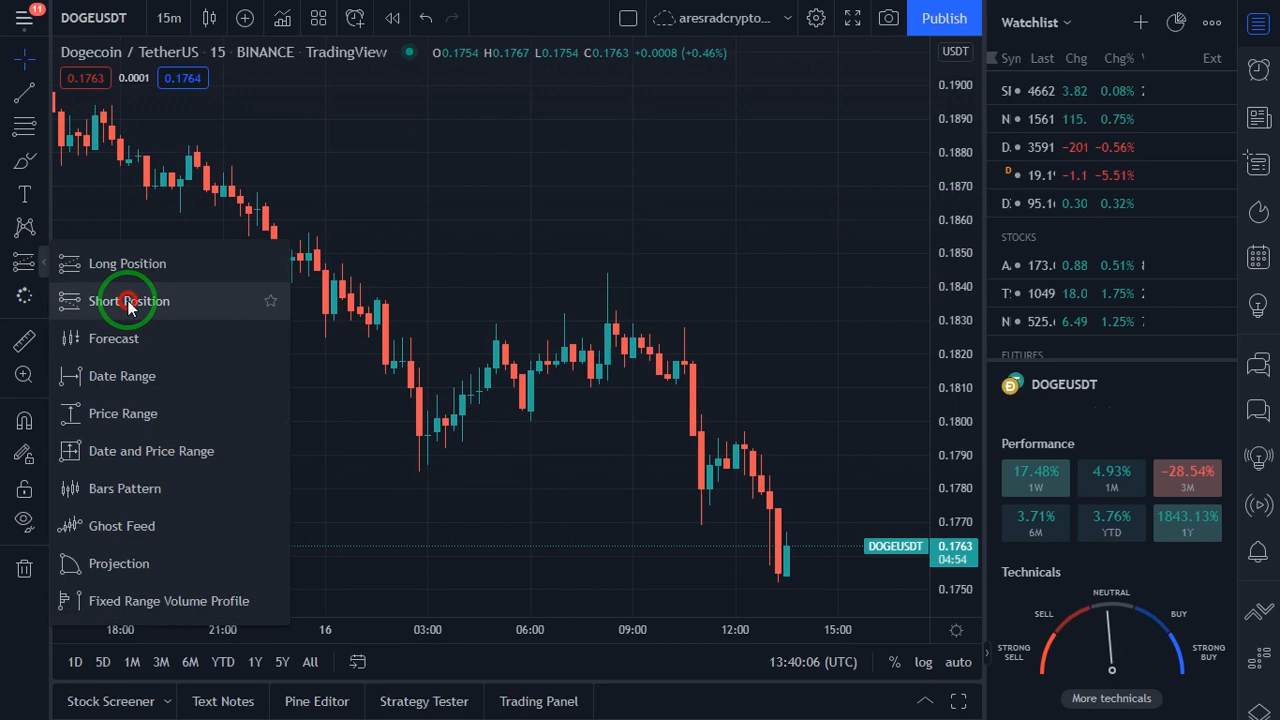 11
DOGEUSDT
15m
aresradcrypto...
Publish
Dogecoin / TetherUS · 15 · BINANCE · TradingView
O0.1754 H0.1767 L0.1754 C0.1763 +0.0008 (+0.46%)
USDT
0.1763
0.0001
0.1764
0.1900
0.1890
0.1880
0.1870
0.1860
0.1850
0.1840
0.1830
0.1820
0.1810
0.1800
0.1790
0.1780
0.1770
DOGEUSDT
0.1763
04:54
0.1750
Long Position
Short Position
Forecast
Date Range
Price Range
Date and Price Range
Bars Pattern
Ghost Feed
Projection
Fixed Range Volume Profile
18:00
21:00
16
03:00
06:00
09:00
12:00
15:00
1D
5D
1M
3M
6M
YTD
1Y
5Y
All
13:40:06 (UTC)
%
log
auto
Stock Screener
Text Notes
Pine Editor
Strategy Tester
Trading Panel
Watchlist
Syn Last Chg Chg% Ext
4662 3.82 0.08%
1561 115. 0.75%
D. 3591 −201 −0.56%
D 19.1 −1.1 −5.51%
95.1 0.30 0.32%
STOCKS
A. 173. 0.88 0.51%
1049 18.0 1.75%
525. 6.49 1.25%
FUTURES
DOGEUSDT
Performance
17.48%
1W
4.93%
1M
−28.54%
3M
3.71%
6M
3.76%
YTD
1843.13%
1Y
Technicals
NEUTRAL
SELL
BUY
STRONG
SELL
STRONG
BUY
More technicals